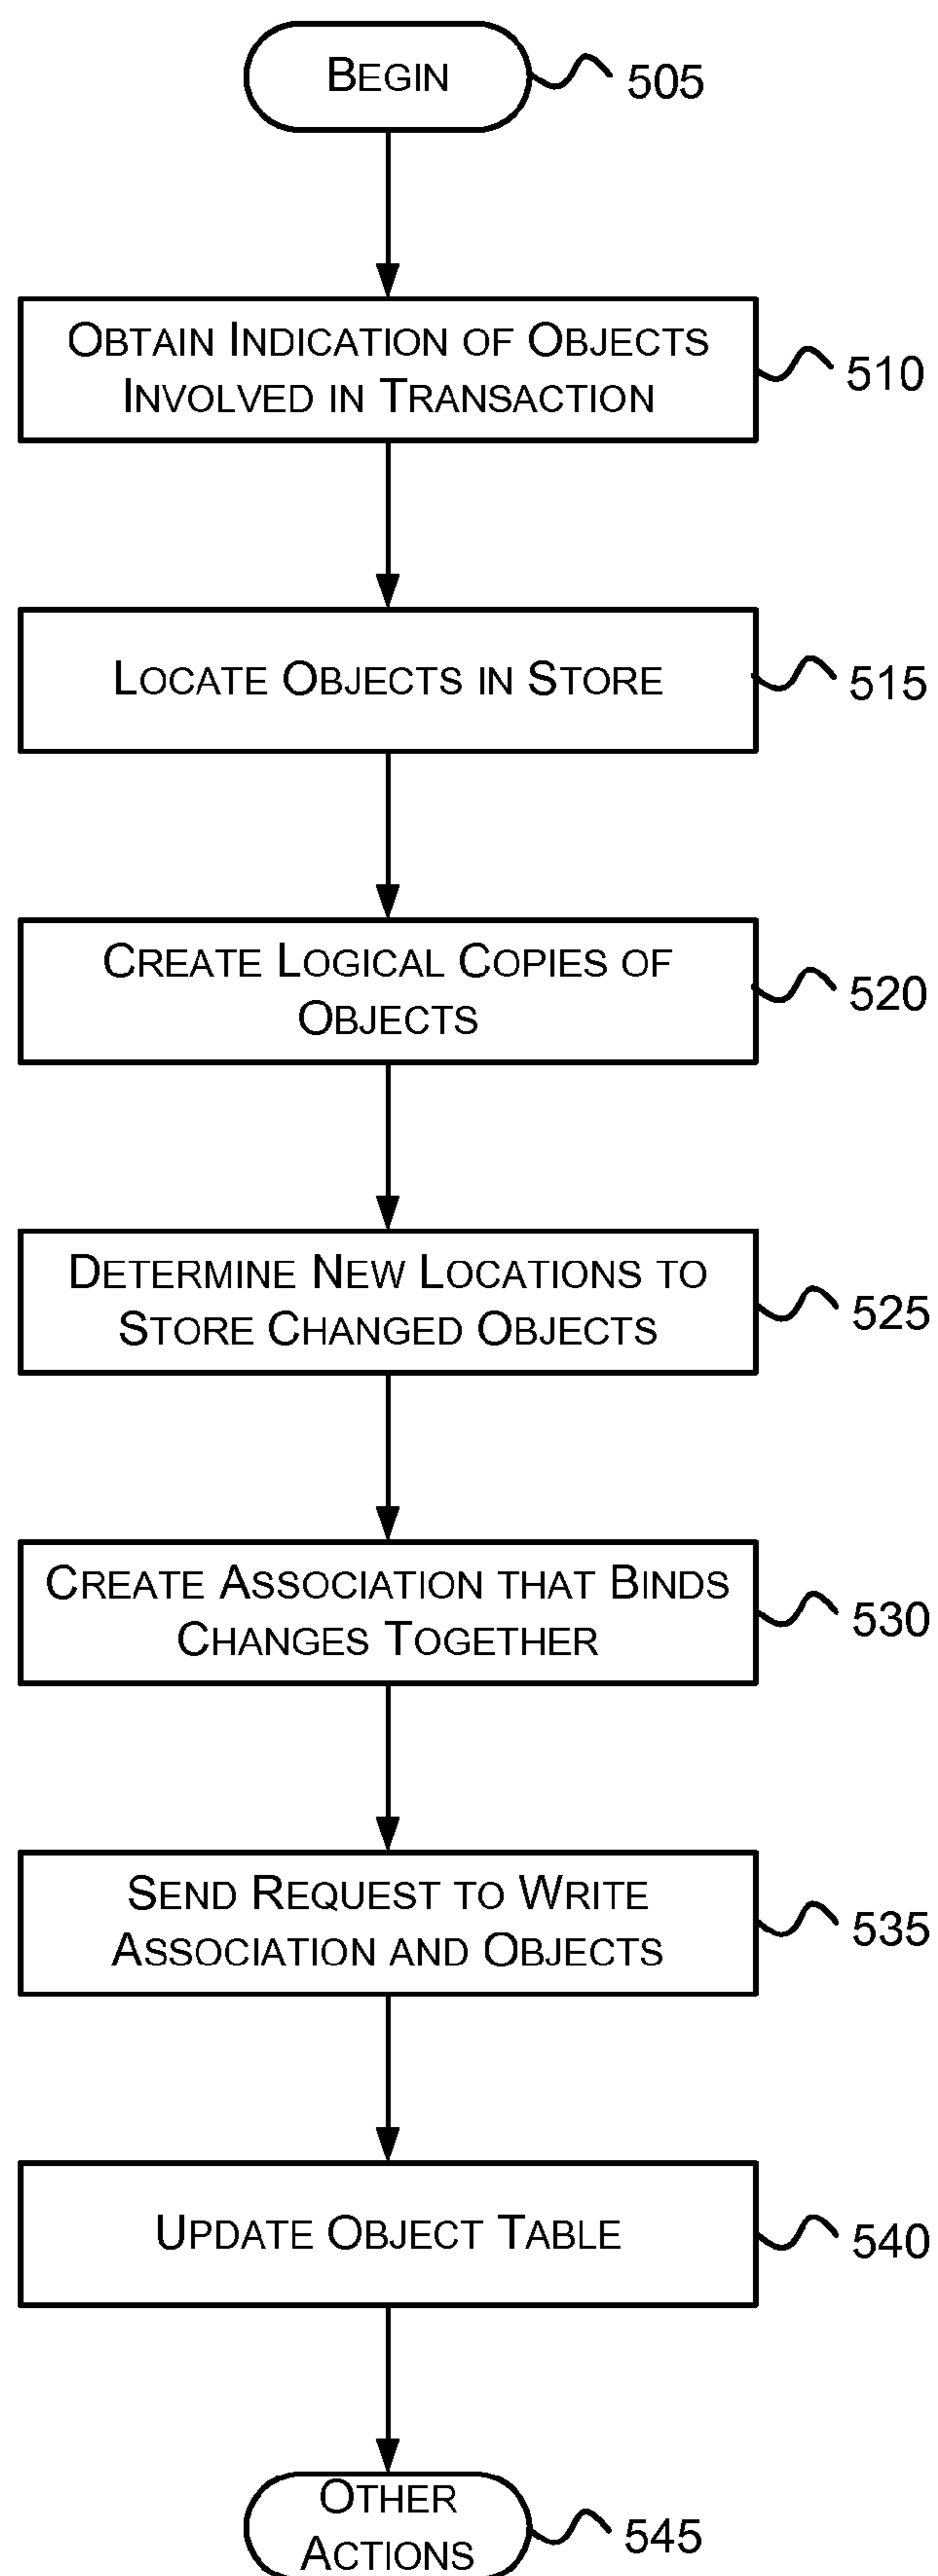 BEGIN
505
OBTAIN INDICATION OF OBJECTS
INVOLVED IN TRANSACTION
510
LOCATE OBJECTS IN STORE
515
CREATE LOGICAL COPIES OF
OBJECTS
520
DETERMINE NEW LOCATIONS TO
STORE CHANGED OBJECTS
525
CREATE ASSOCIATION THAT BINDS
CHANGES TOGETHER
530
SEND REQUEST TO WRITE
ASSOCIATION AND OBJECTS
535
UPDATE OBJECT TABLE
540
OTHER
ACTIONS
545